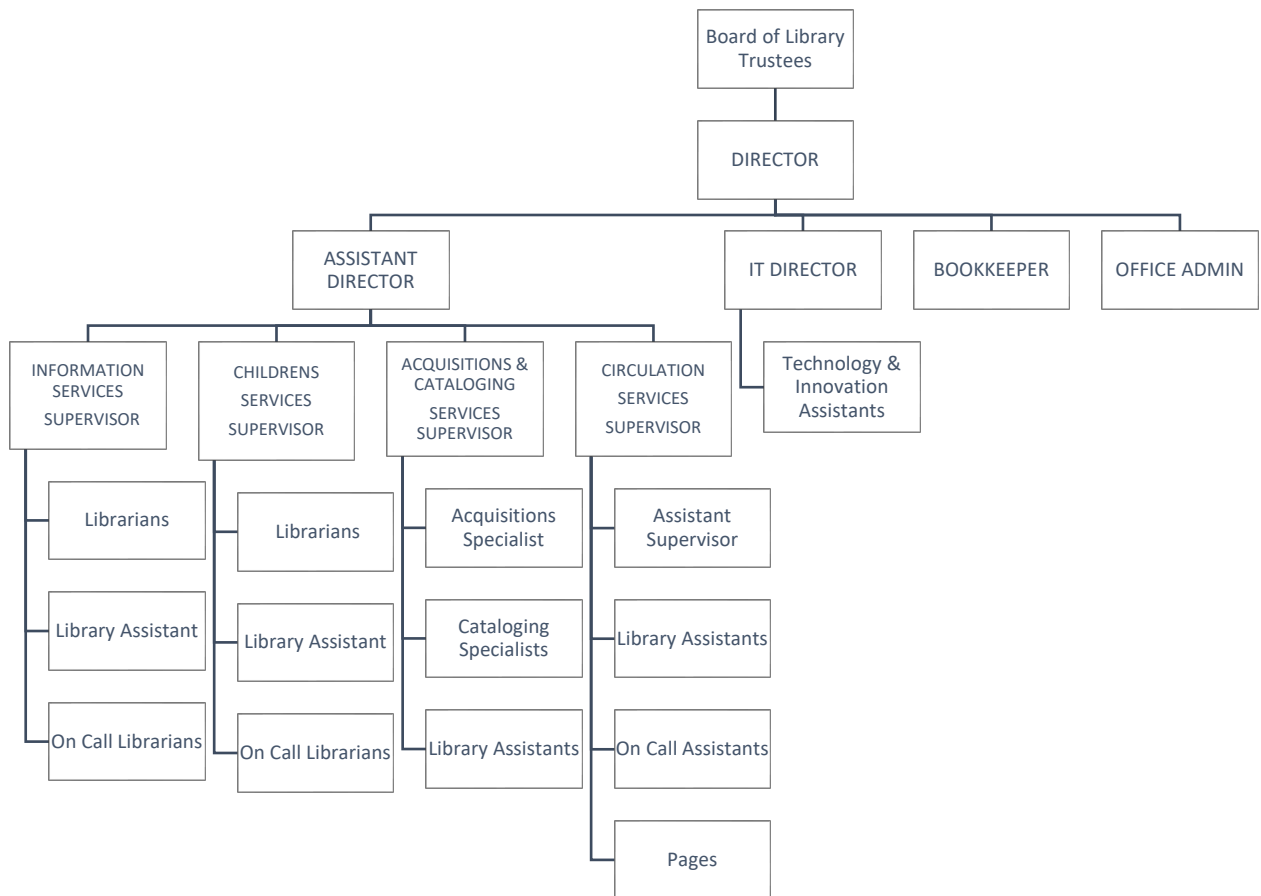 Board of Library
Trustees
DIRECTOR
ASSISTANT
DIRECTOR
IT DIRECTOR
BOOKKEEPER
OFFICE ADMIN
INFORMATION
SERVICES
SUPERVISOR
CHILDRENS
SERVICES
SUPERVISOR
ACQUISITIONS &
CATALOGING
SERVICES
SUPERVISOR
CIRCULATION
SERVICES
SUPERVISOR
Technology &
Innovation
Assistants
Librarians
Library Assistant
On Call Librarians
Librarians
Library Assistant
On Call Librarians
Acquisitions
Specialist
Cataloging
Specialists
Library Assistants
Assistant
Supervisor
Library Assistants
On Call Assistants
Pages